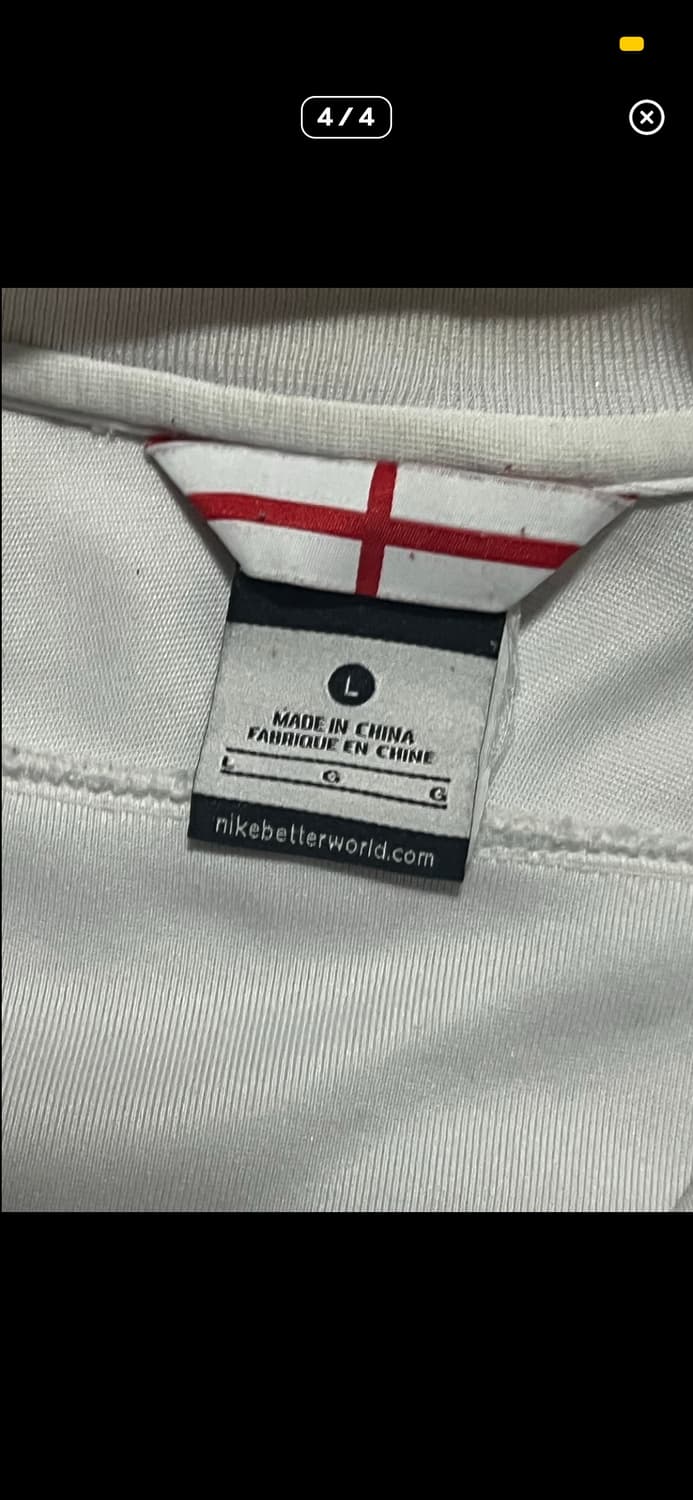 4/4
L
MADE IN CHINA
FABRIQUE EN CHINE
L G G
nikebetterworld.com